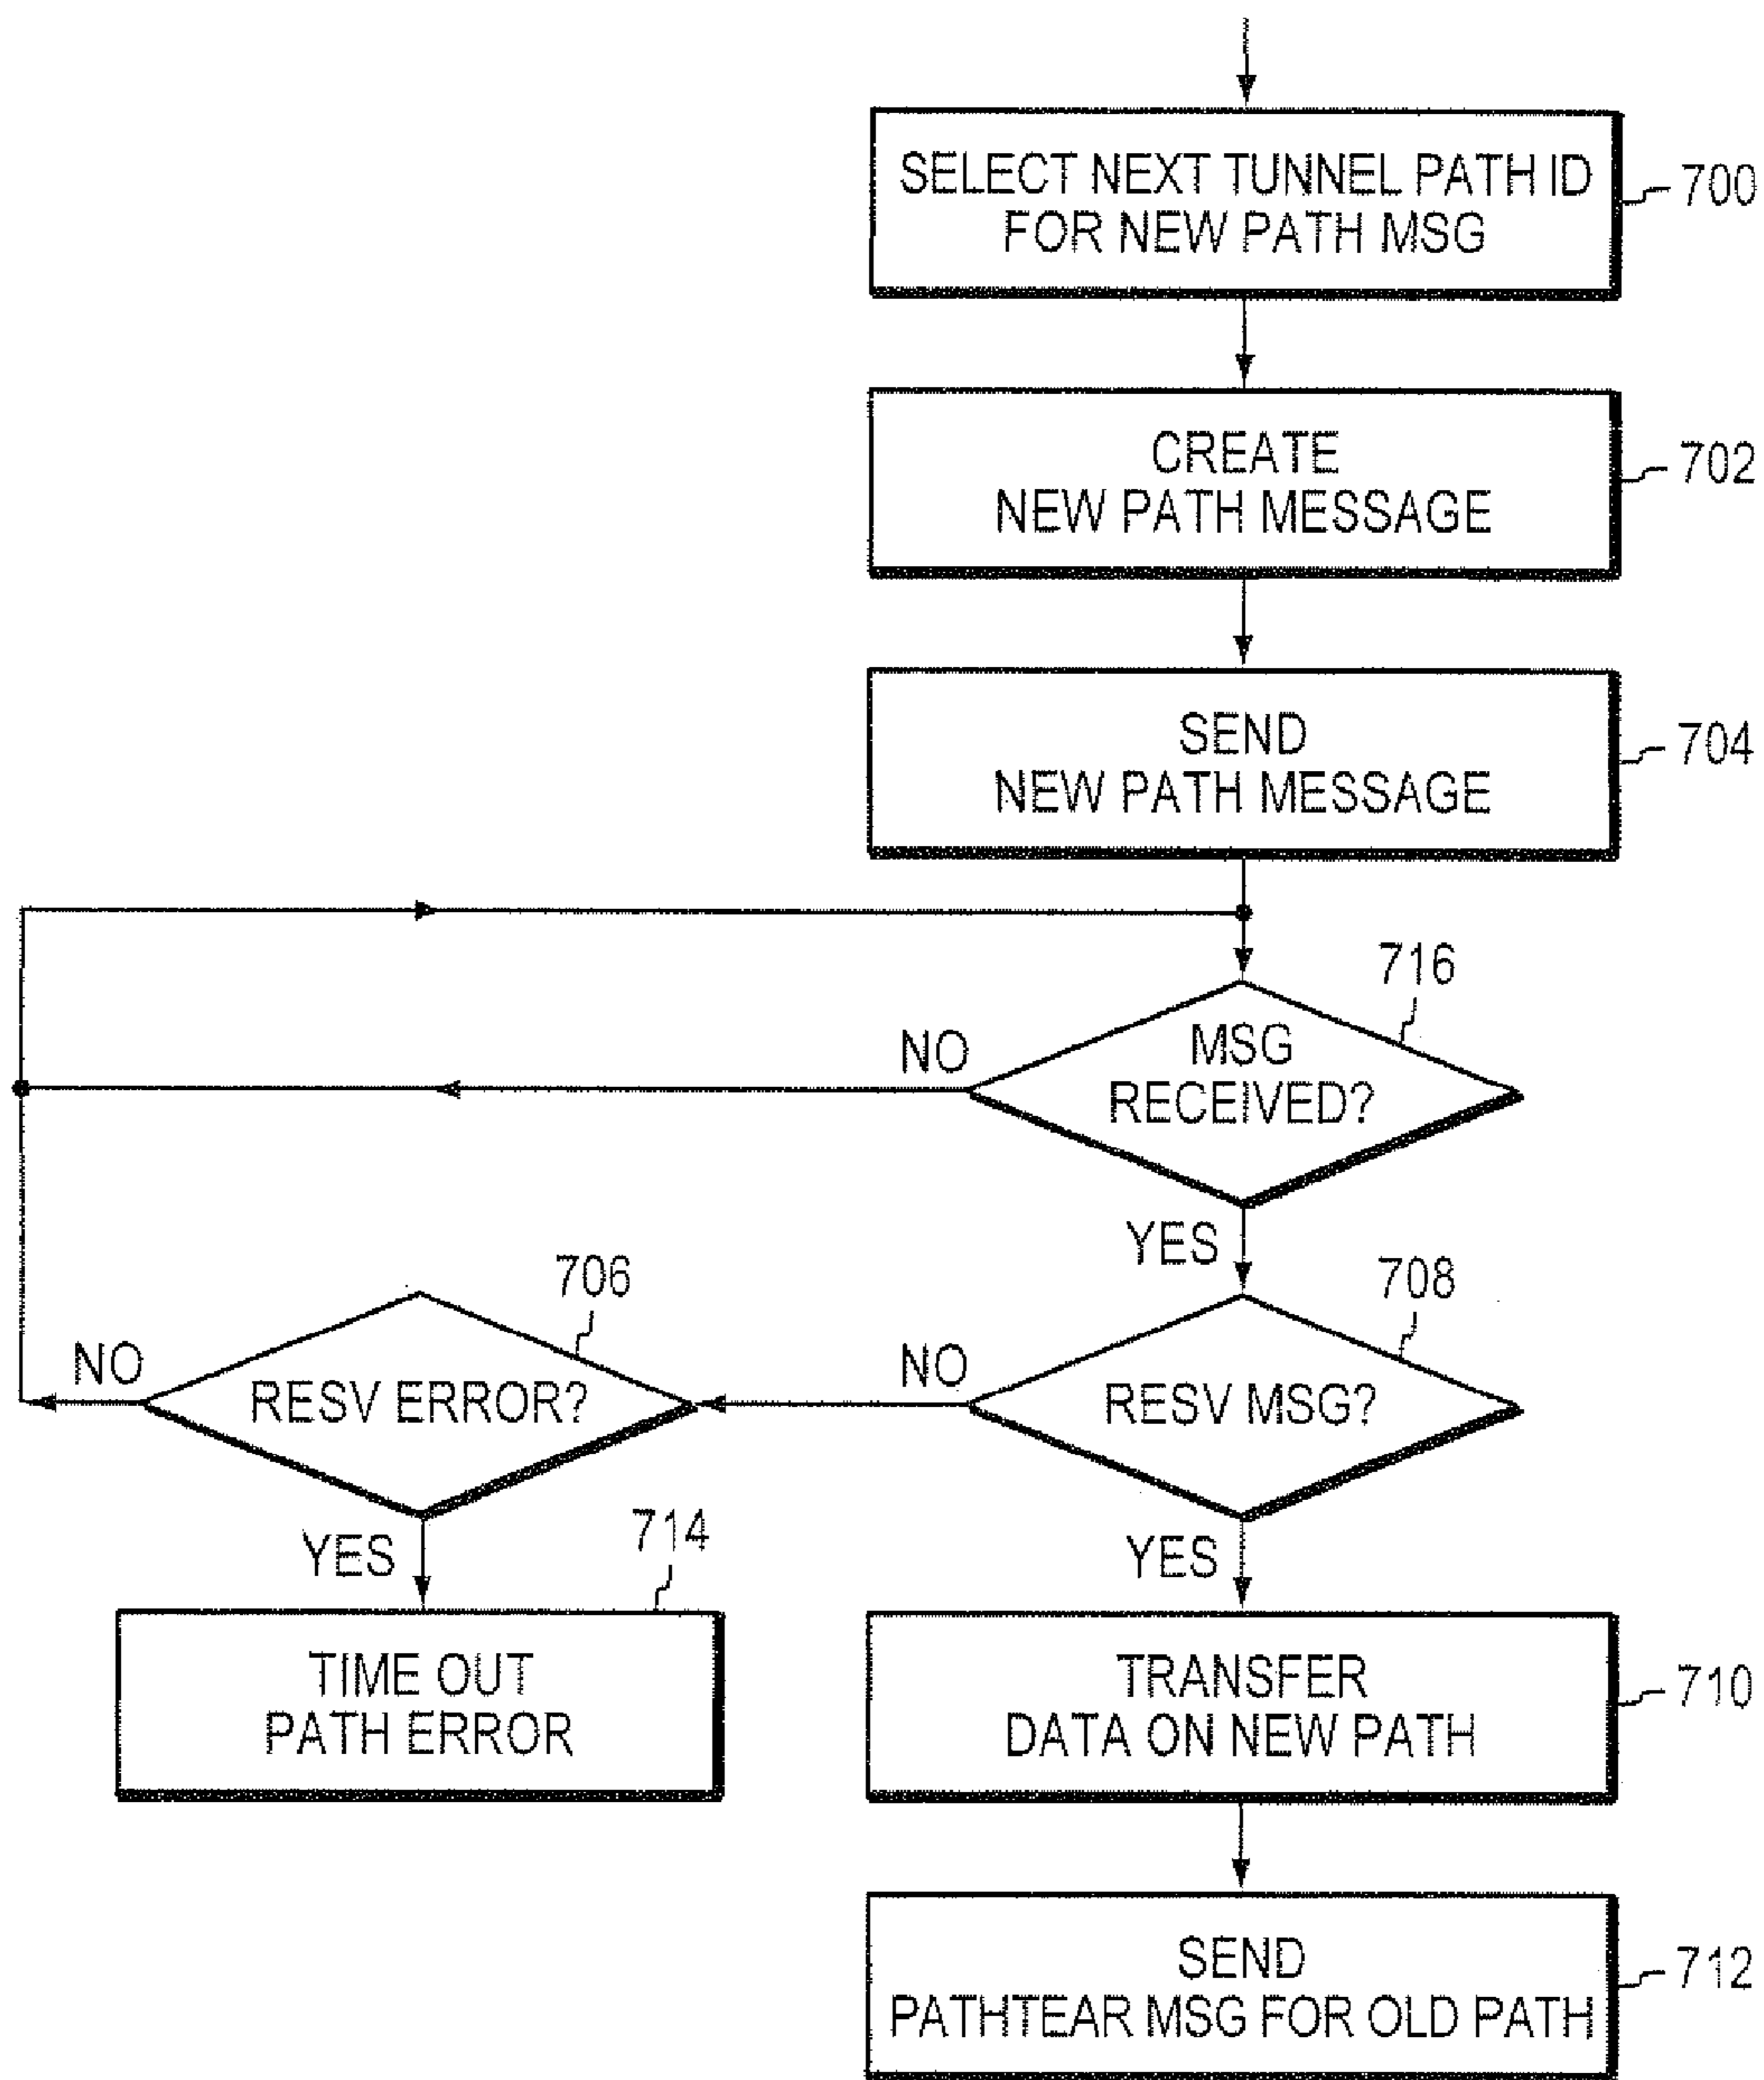 SELECT NEXT TUNNEL PATH ID
FOR NEW PATH MSG
700
CREATE
NEW PATH MESSAGE
702
SEND
NEW PATH MESSAGE
704
716
NO
MSG
RECEIVED?
YES
706
708
NO
RESV ERROR?
NO
RESV MSG?
YES
714
YES
TIME OUT
PATH ERROR
TRANSFER
DATA ON NEW PATH
710
SEND
PATHTEAR MSG FOR OLD PATH
712